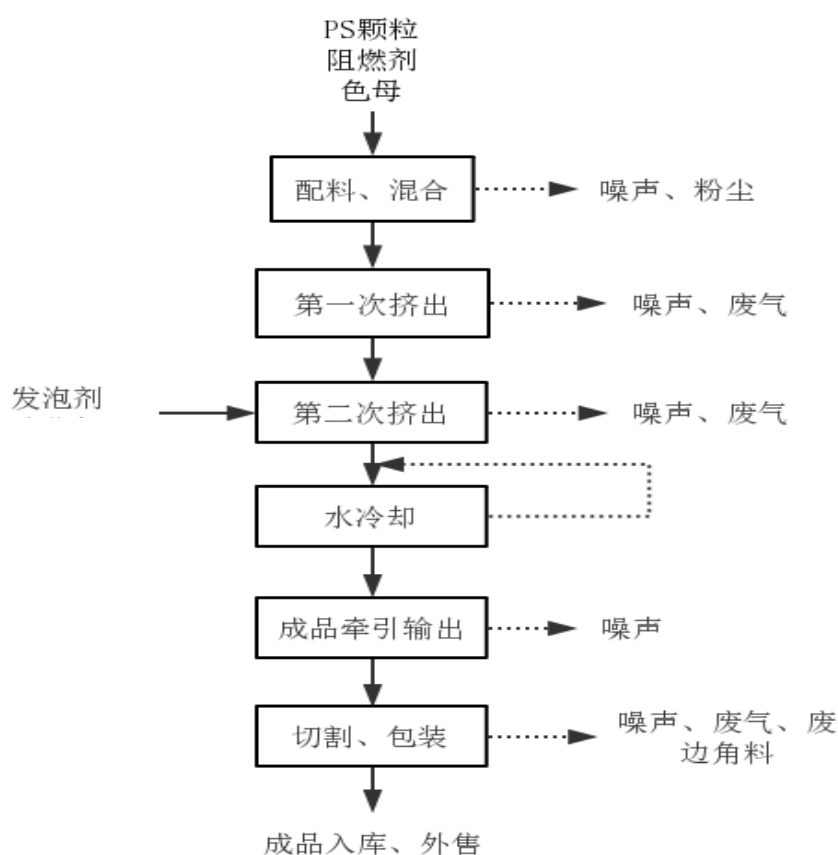 PS颗粒
阻燃剂
色母
配料、混合
噪声、粉尘
第一次挤出
噪声、废气
发泡剂
第二次挤出
噪声、废气
水冷却
成品牵引输出
噪声
切割、包装
噪声、废气、废
边角料
成品入库、外售